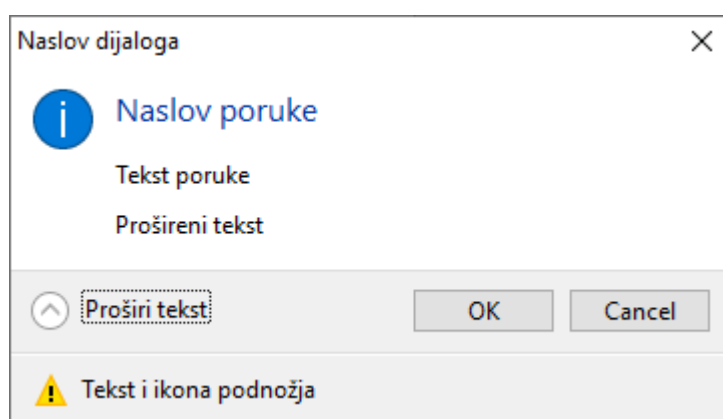 Naslov dijaloga
Naslov poruke
Tekst poruke
Prošireni tekst
Proširi tekst
OK
Cancel
Tekst i ikona podnožja